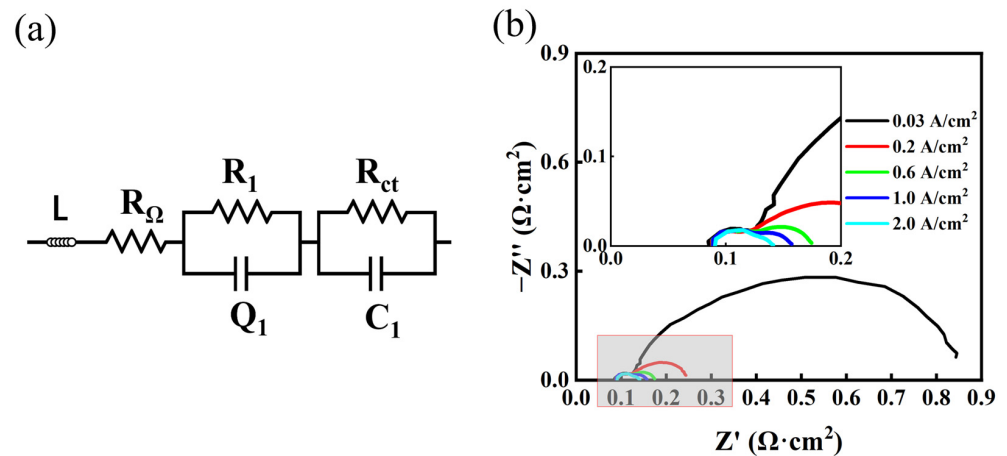 (a)
L
R_Ω
R₁
Q₁
R_ct
C₁
(b)
−Z'' (Ω·cm²)
0.9
0.6
0.3
0.0
0.2
0.1
0.0
0.0 0.1 0.2
0.03 A/cm²
0.2 A/cm²
0.6 A/cm²
1.0 A/cm²
2.0 A/cm²
0.0 0.1 0.2 0.3 0.4 0.5 0.6 0.7 0.8 0.9
Z' (Ω·cm²)